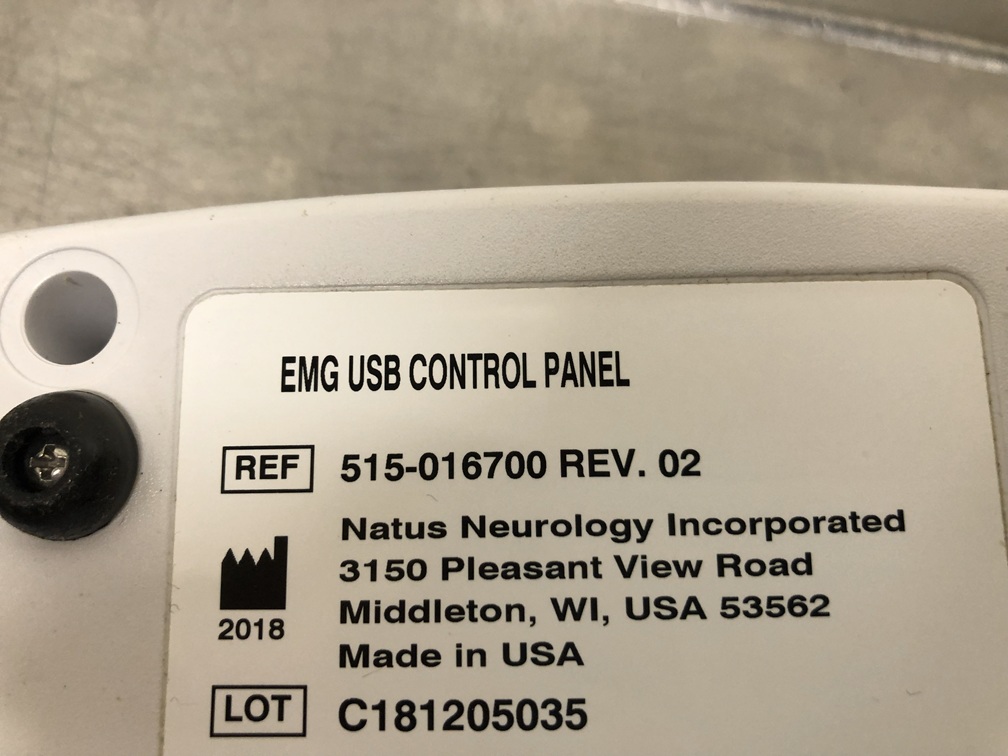 EMG USB CONTROL PANEL
REF 515-016700 REV. 02
Natus Neurology Incorporated
3150 Pleasant View Road
Middleton, WI, USA 53562
2018
Made in USA
LOT C181205035